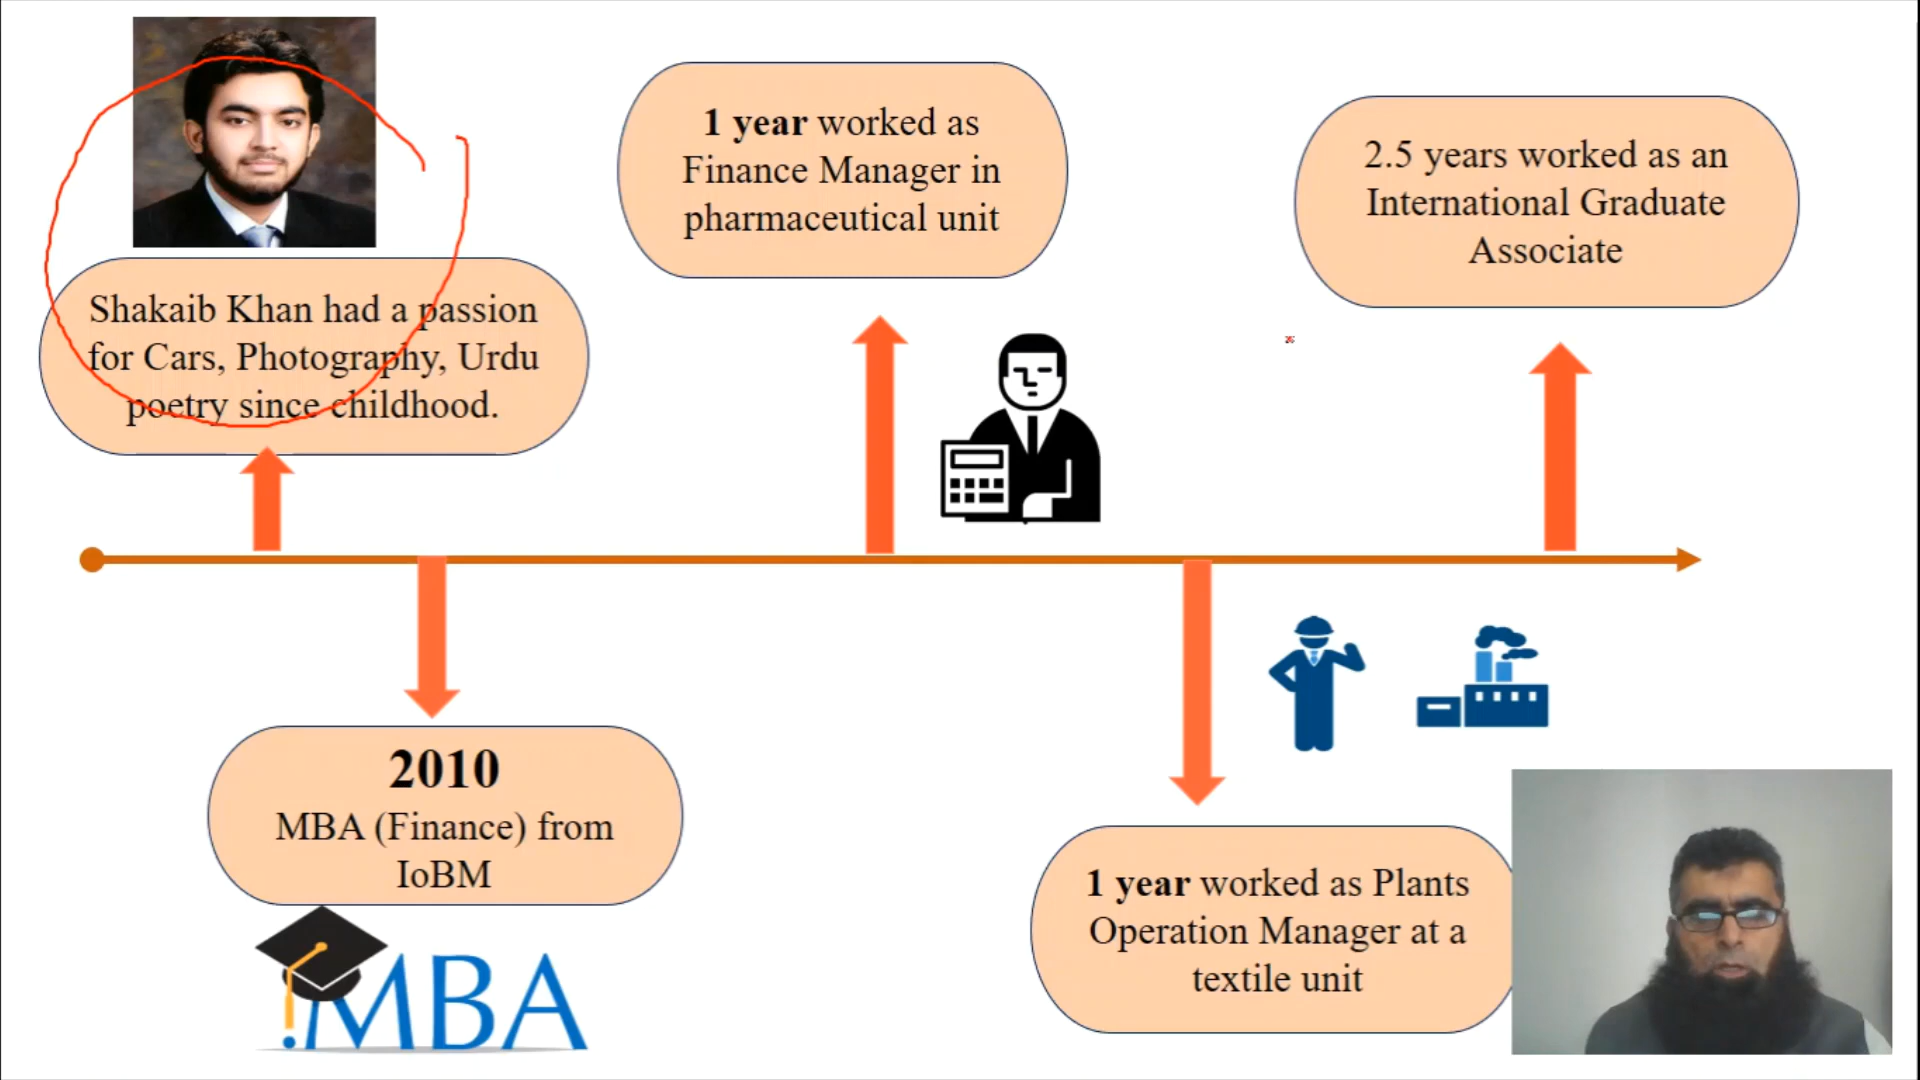 Shakaib Khan had a passion
for Cars, Photography, Urdu
poetry since childhood.
2010
MBA (Finance) from
IoBM
MBA
1 year worked as
Finance Manager in
pharmaceutical unit
1 year worked as Plants
Operation Manager at a
textile unit
2.5 years worked as an
International Graduate
Associate